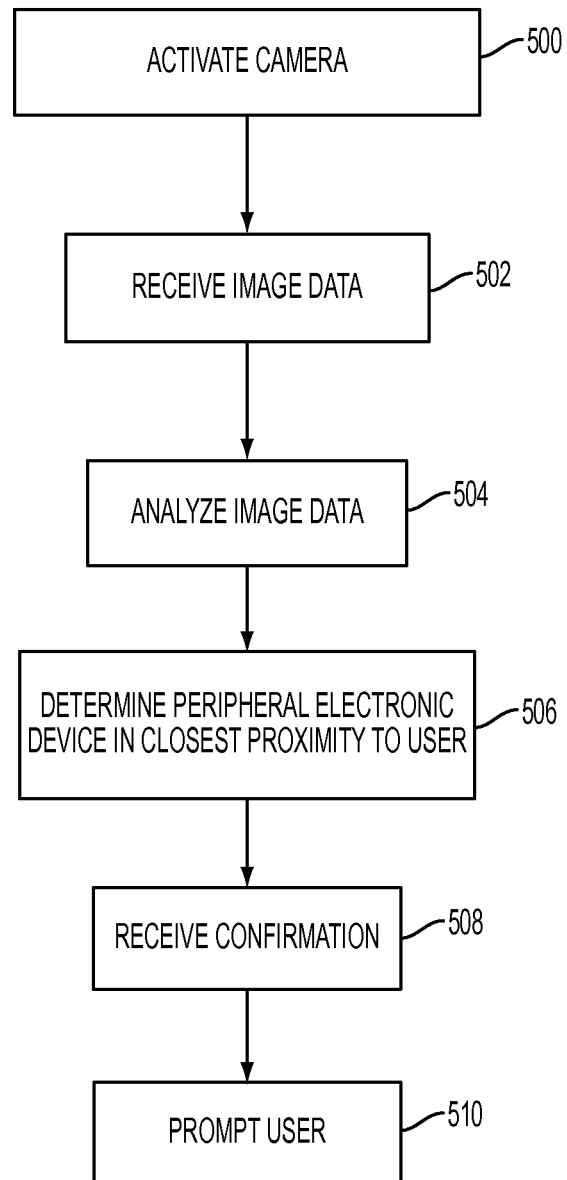 ACTIVATE CAMERA
500
RECEIVE IMAGE DATA
502
ANALYZE IMAGE DATA
504
DETERMINE PERIPHERAL ELECTRONIC
DEVICE IN CLOSEST PROXIMITY TO USER
506
RECEIVE CONFIRMATION
508
PROMPT USER
510